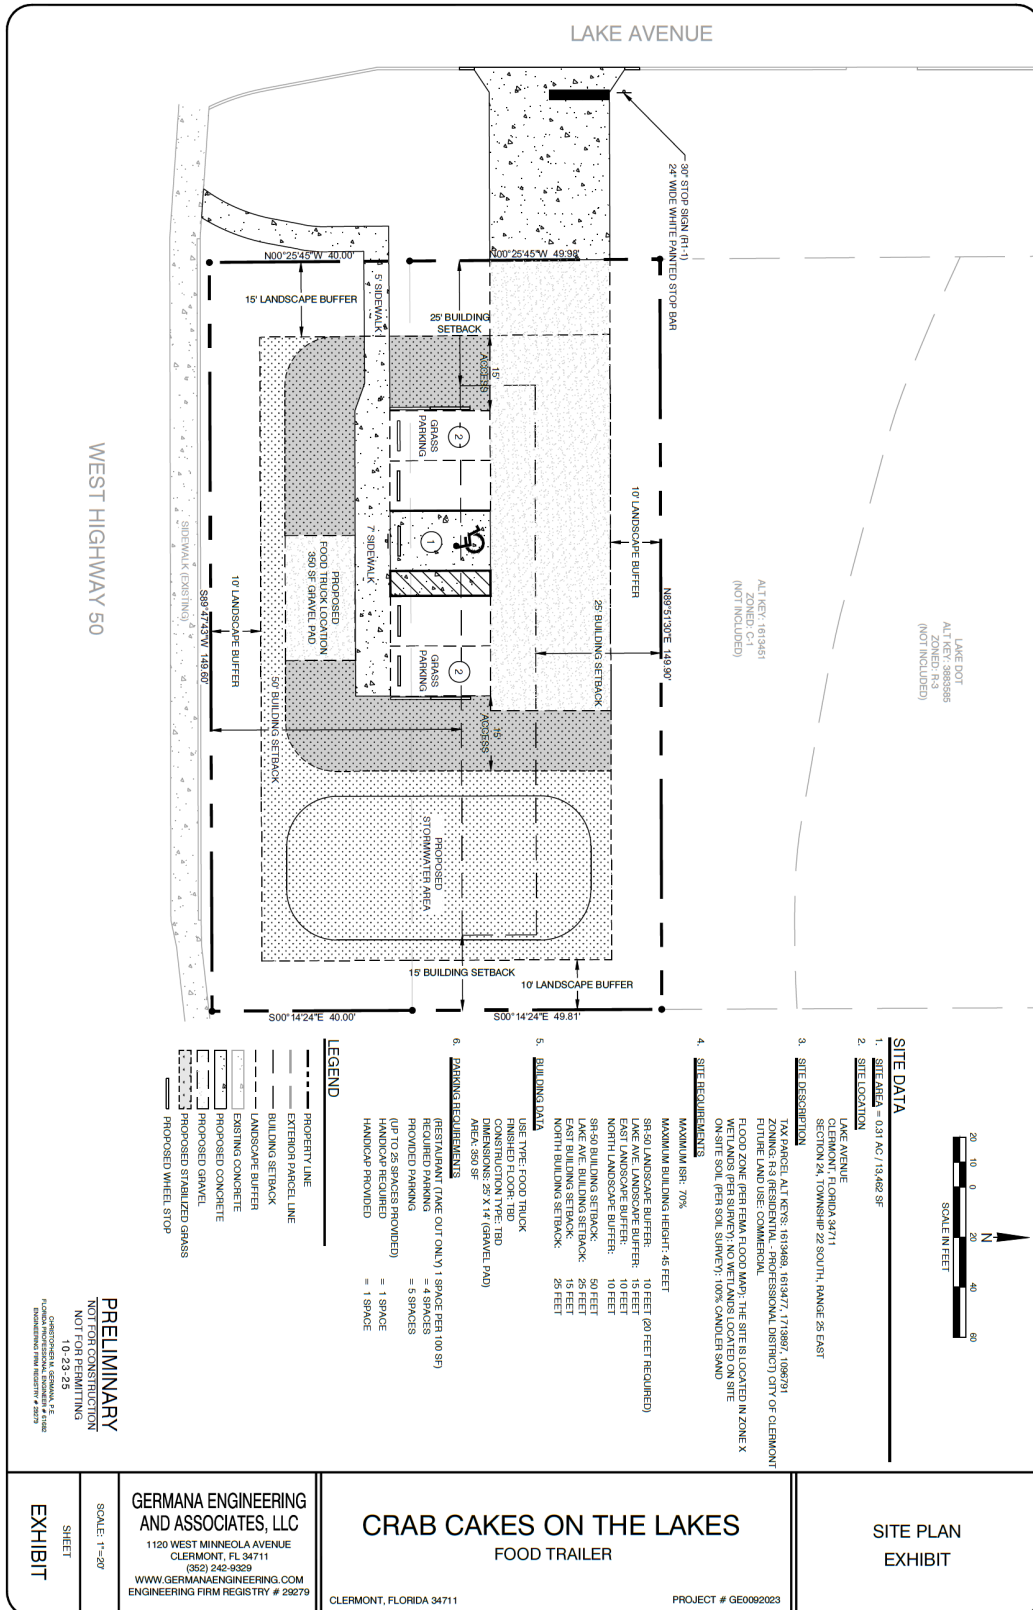 LAKE AVENUE
30" STOP SIGN (R1-1)
24" WIDE WHITE PAINTED STOP BAR
N00°25'45"W 40.00'
N00°25'45"W 49.98'
15' LANDSCAPE BUFFER
5' SIDEWALK
25' BUILDING
SETBACK
15'
ACCESS
GRASS
PARKING
2
10' LANDSCAPE BUFFER
1
7' SIDEWALK
PROPOSED
FOOD TRUCK LOCATION
350 SF GRAVEL PAD
25' BUILDING SETBACK
N89°51'30"E 149.90'
ALT KEY: 1613451
ZONED: C-1
(NOT INCLUDED)
LAKE DOT
ALT KEY: 3883585
ZONED: R-3
(NOT INCLUDED)
WEST HIGHWAY 50
SIDEWALK (EXISTING)
S89°47'43"W 149.60'
10' LANDSCAPE BUFFER
50' BUILDING SETBACK
GRASS
PARKING
2
15'
ACCESS
PROPOSED
STORMWATER AREA
15' BUILDING SETBACK
10' LANDSCAPE BUFFER
S00°14'24"E 40.00'
S00°14'24"E 49.81'
N
20 10 0 20 40 60
SCALE IN FEET
SITE DATA
1. SITE AREA = 0.31 AC / 13,462 SF
2. SITE LOCATION
LAKE AVENUE
CLERMONT, FLORIDA 34711
SECTION 24, TOWNSHIP 22 SOUTH, RANGE 25 EAST
3. SITE DESCRIPTION
TAX PARCEL ALT KEYS: 1613469, 1613477, 1713897, 1096791
ZONING: R-3 (RESIDENTIAL - PROFESSIONAL DISTRICT) CITY OF CLERMONT
FUTURE LAND USE: COMMERCIAL
FLOOD ZONE (PER FEMA FLOOD MAP): THE SITE IS LOCATED IN ZONE X
WETLANDS (PER SURVEY): NO WETLANDS LOCATED ON SITE
ON-SITE SOIL (PER SOIL SURVEY): 100% CANDLER SAND
4. SITE REQUIREMENTS
MAXIMUM ISR: 70%
MAXIMUM BUILDING HEIGHT: 45 FEET
SR-50 LANDSCAPE BUFFER: 10 FEET (20 FEET REQUIRED)
LAKE AVE. LANDSCAPE BUFFER: 15 FEET
EAST LANDSCAPE BUFFER: 10 FEET
NORTH LANDSCAPE BUFFER: 10 FEET
SR-50 BUILDING SETBACK: 50 FEET
LAKE AVE. BUILDING SETBACK: 25 FEET
EAST BUILDING SETBACK: 15 FEET
NORTH BUILDING SETBACK: 25 FEET
5. BUILDING DATA
USE TYPE: FOOD TRUCK
FINISHED FLOOR: TBD
CONSTRUCTION TYPE: TBD
DIMENSIONS: 25' X 14' (GRAVEL PAD)
AREA: 350 SF
6. PARKING REQUIREMENTS
(RESTAURANT (TAKE OUT ONLY) 1 SPACE PER 100 SF)
REQUIRED PARKING = 4 SPACES
PROVIDED PARKING = 5 SPACES
(UP TO 25 SPACES PROVIDED)
HANDICAP REQUIRED = 1 SPACE
HANDICAP PROVIDED = 1 SPACE
LEGEND
PROPERTY LINE
EXTERIOR PARCEL LINE
BUILDING SETBACK
LANDSCAPE BUFFER
EXISTING CONCRETE
PROPOSED CONCRETE
PROPOSED GRAVEL
PROPOSED STABILIZED GRASS
PROPOSED WHEEL STOP
PRELIMINARY
NOT FOR CONSTRUCTION
NOT FOR PERMITTING
10-23-25
CHRISTOPHER M. GERMANA, P.E.
FLORIDA PROFESSIONAL ENGINEER # 61682
ENGINEERING FIRM REGISTRY # 29279
EXHIBIT
SHEET
SCALE: 1"=20'
GERMANA ENGINEERING
AND ASSOCIATES, LLC
1120 WEST MINNEOLA AVENUE
CLERMONT, FL 34711
(352) 242-9329
WWW.GERMANAENGINEERING.COM
ENGINEERING FIRM REGISTRY # 29279
CRAB CAKES ON THE LAKES
FOOD TRAILER
CLERMONT, FLORIDA 34711
PROJECT # GE0092023
SITE PLAN
EXHIBIT